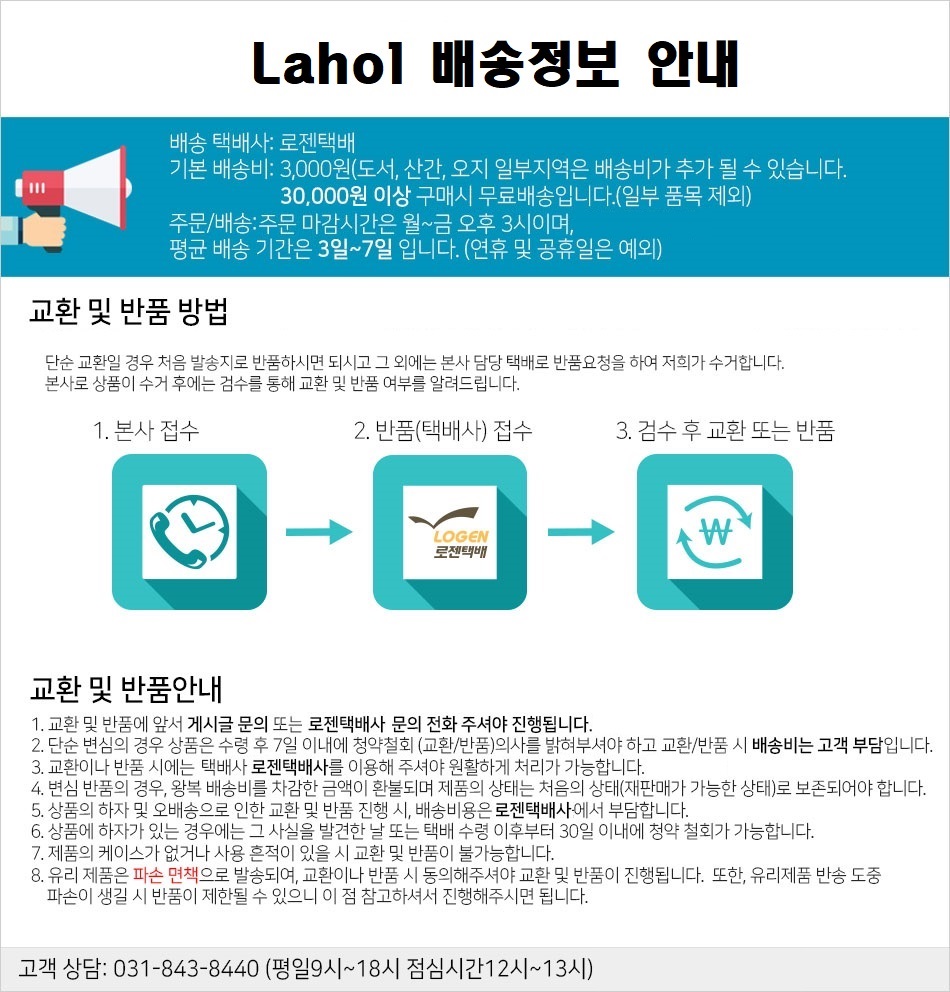 Lahol 배송정보 안내
배송 택배사: 로젠택배
기본 배송비: 3,000원(도서, 산간, 오지 일부지역은 배송비가 추가 될 수 있습니다.
30,000원 이상 구매시 무료배송입니다.(일부 품목 제외)
주문/배송:주문 마감시간은 월~금 오후 3시이며,
평균 배송 기간은 3일~7일 입니다. (연휴 및 공휴일은 예외)
교환 및 반품 방법
단순 교환일 경우 처음 발송지로 반품하시면 되시고 그 외에는 본사 담당 택배로 반품요청을 하여 저희가 수거합니다.
본사로 상품이 수거 후에는 검수를 통해 교환 및 반품 여부를 알려드립니다.
1. 본사 접수
2. 반품(택배사) 접수
3. 검수 후 교환 또는 반품
LOGEN
로젠택배
₩
교환 및 반품안내
1. 교환 및 반품에 앞서 게시글 문의 또는 로젠택배사 문의 전화 주셔야 진행됩니다.
2. 단순 변심의 경우 상품은 수령 후 7일 이내에 청약철회 (교환/반품)의사를 밝혀부셔야 하고 교환/반품 시 배송비는 고객 부담입니다.
3. 교환이나 반품 시에는 택배사 로젠택배사를 이용해 주셔야 원활하게 처리가 가능합니다.
4. 변심 반품의 경우, 왕복 배송비를 차감한 금액이 환불되며 제품의 상태는 처음의 상태(재판매가 가능한 상태)로 보존되어야 합니다.
5. 상품의 하자 및 오배송으로 인한 교환 및 반품 진행 시, 배송비용은 로젠택배사에서 부담합니다.
6. 상품에 하자가 있는 경우에는 그 사실을 발견한 날 또는 택배 수령 이후부터 30일 이내에 청약 철회가 가능합니다.
7. 제품의 케이스가 없거나 사용 흔적이 있을 시 교환 및 반품이 불가능합니다.
8. 유리 제품은 파손 면책으로 발송되여, 교환이나 반품 시 동의해주셔야 교환 및 반품이 진행됩니다. 또한, 유리제품 반송 도중
파손이 생길 시 반품이 제한될 수 있으니 이 점 참고하셔서 진행해주시면 됩니다.
고객 상담: 031-843-8440 (평일9시~18시 점심시간12시~13시)